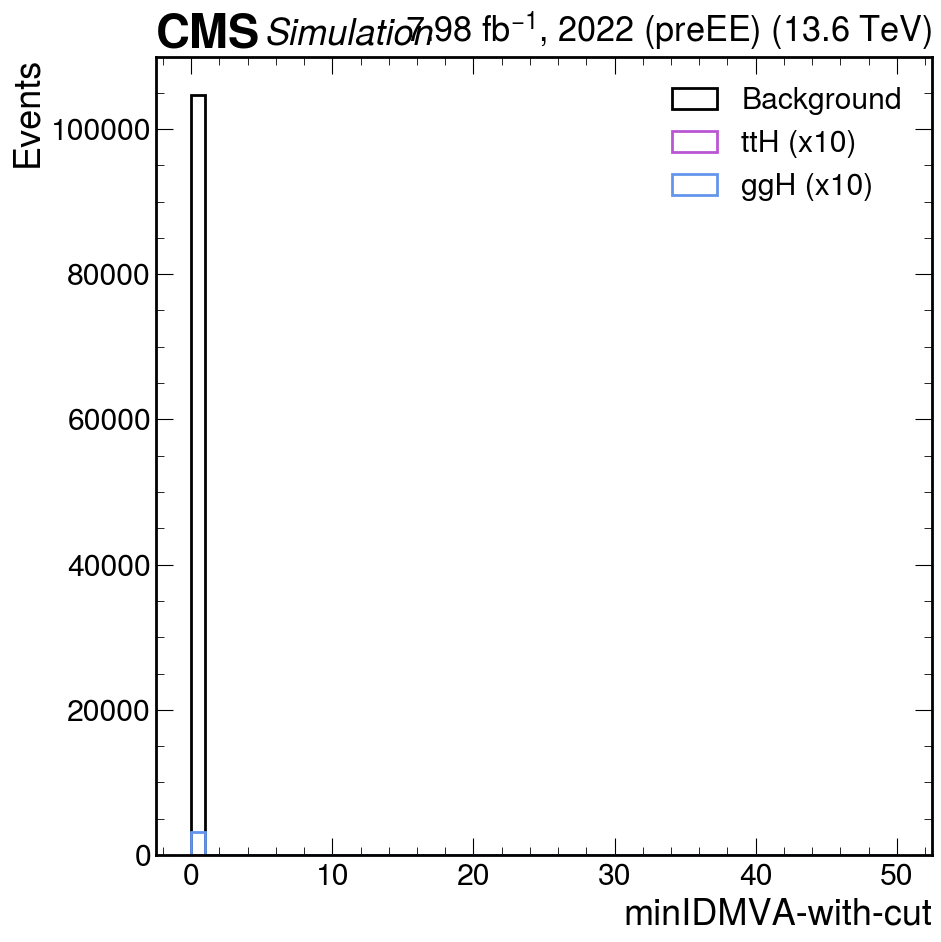 CMS Simulation 7.98 fb⁻¹, 2022 (preEE) (13.6 TeV)
Events
Background
ttH (x10)
ggH (x10)
100000
80000
60000
40000
20000
0
0 10 20 30 40 50
minIDMVA-with-cut